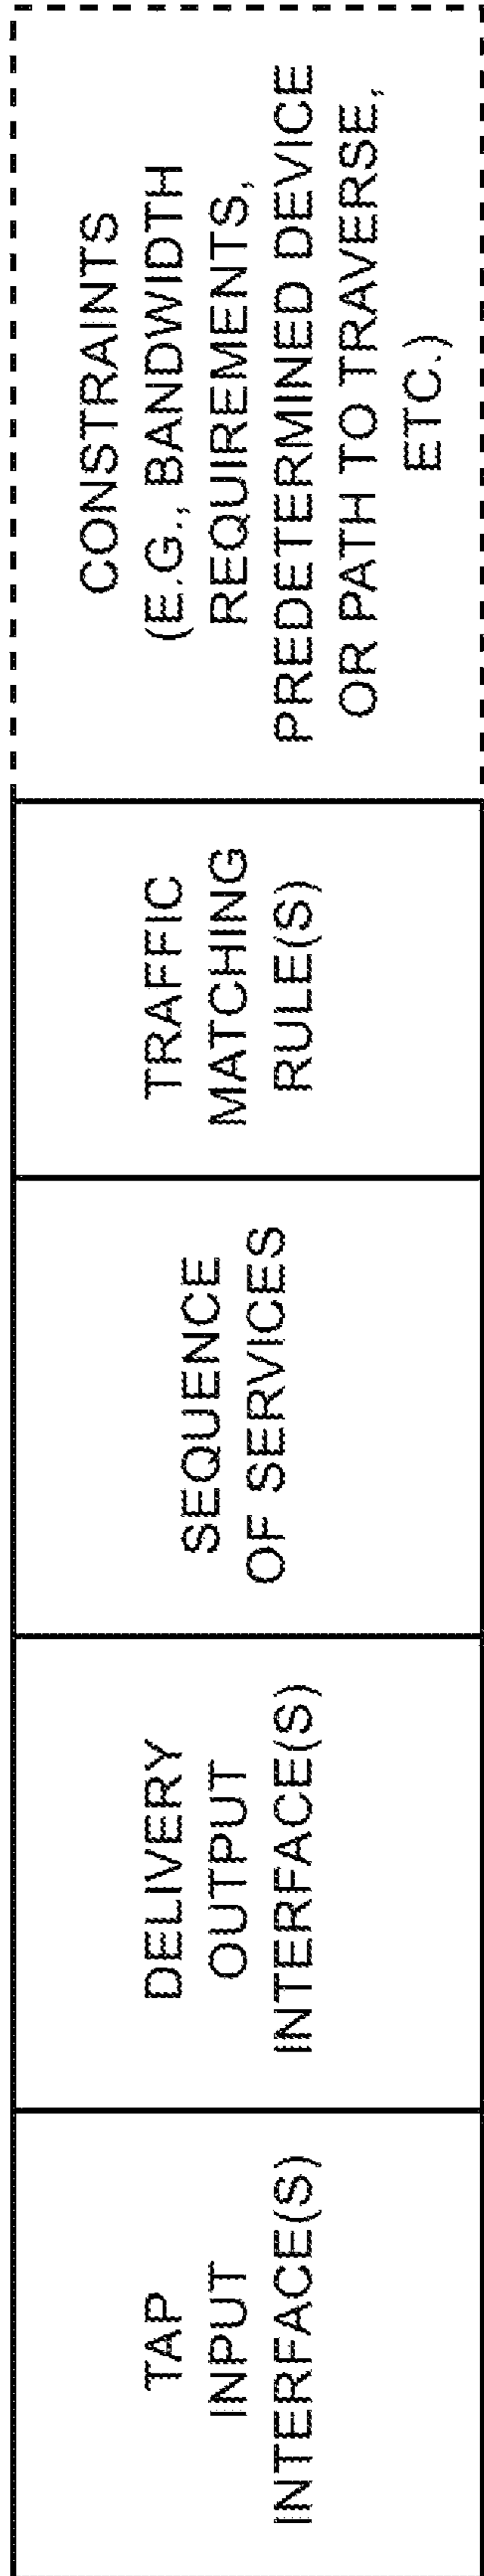 TAP
INPUT
INTERFACE(S)
DELIVERY
OUTPUT
INTERFACE(S)
SEQUENCE
OF SERVICES
TRAFFIC
MATCHING
RULE(S)
CONSTRAINTS
(E.G., BANDWIDTH
REQUIREMENTS,
PREDETERMINED DEVICE
OR PATH TO TRAVERSE,
ETC.)